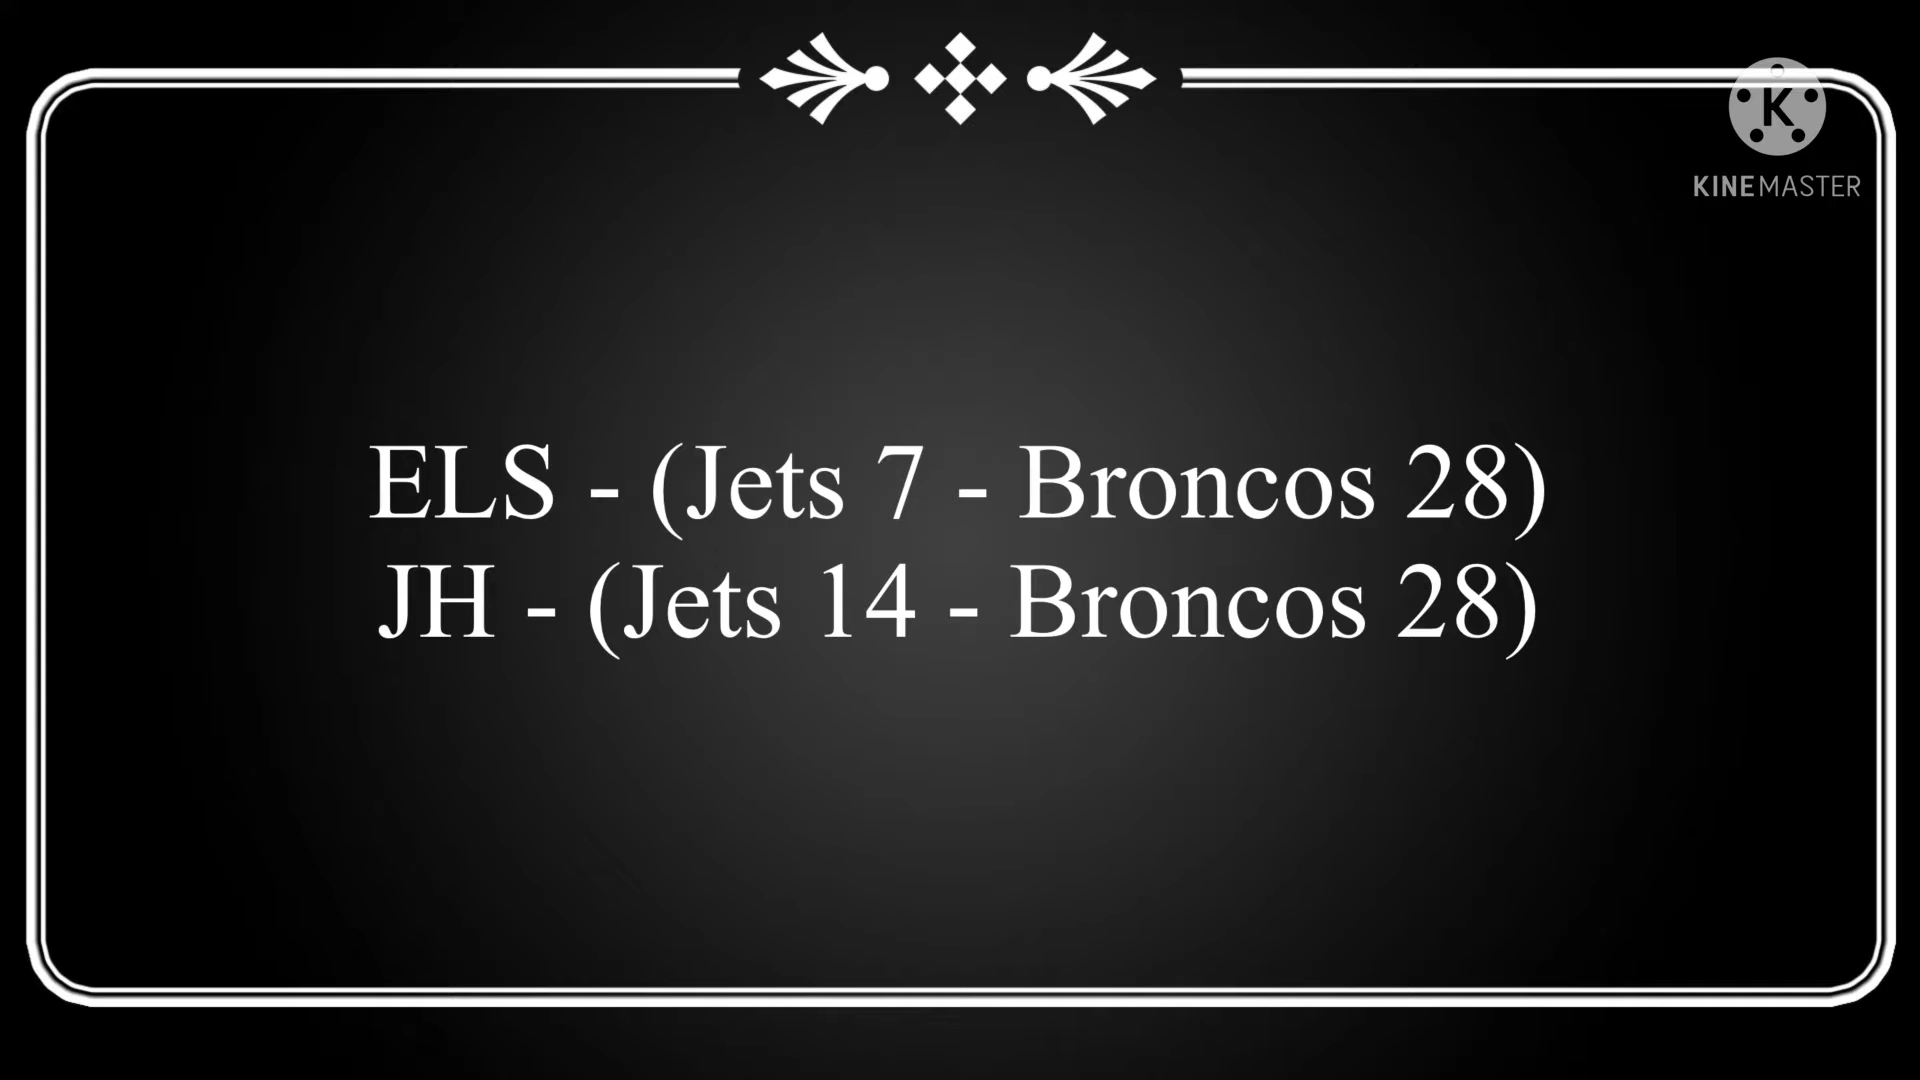 K
KINEMASTER
ELS - (Jets 7 - Broncos 28)
JH - (Jets 14 - Broncos 28)